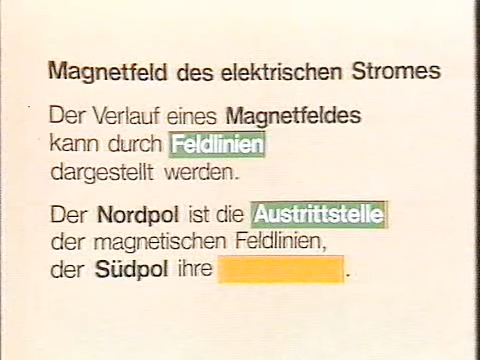 Magnetfeld des elektrischen Stromes
Der Verlauf eines Magnetfeldes
kann durch Feldlinien
dargestellt werden.
Der Nordpol ist die Austrittstelle
der magnetischen Feldlinien,
der Südpol ihre .